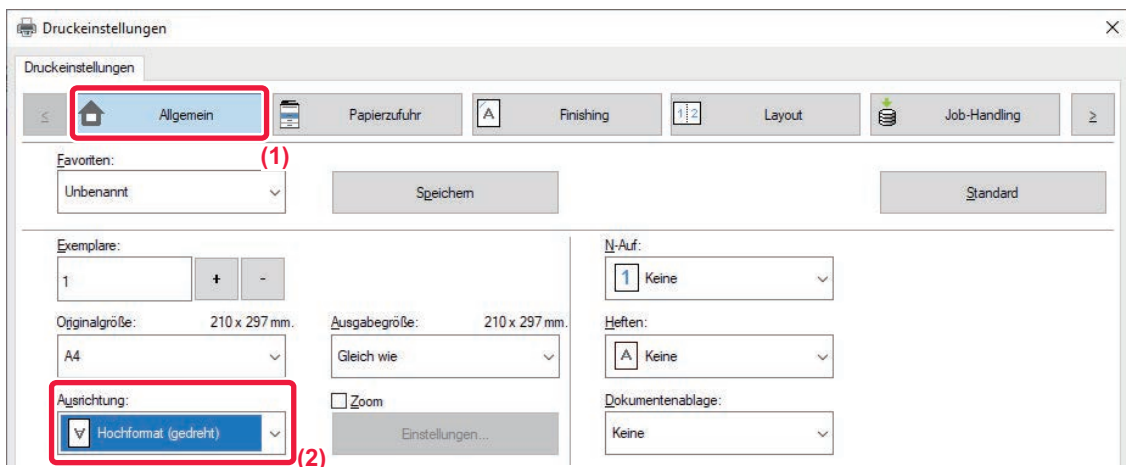 Druckeinstellungen
Druckeinstellungen
< Allgemein Papierzufuhr A Finishing 1 2 Layout Job-Handling >
(1)
Favoriten:
Unbenannt Speichern Standard
Exemplare: N-Auf:
1 + - 1 Keine
Originalgröße: 210 x 297 mm. Ausgabegröße: 210 x 297 mm. Heften:
A4 Gleich wie A Keine
Ausrichtung: Zoom Dokumentenablage:
A Hochformat (gedreht) Einstellungen... Keine
(2)